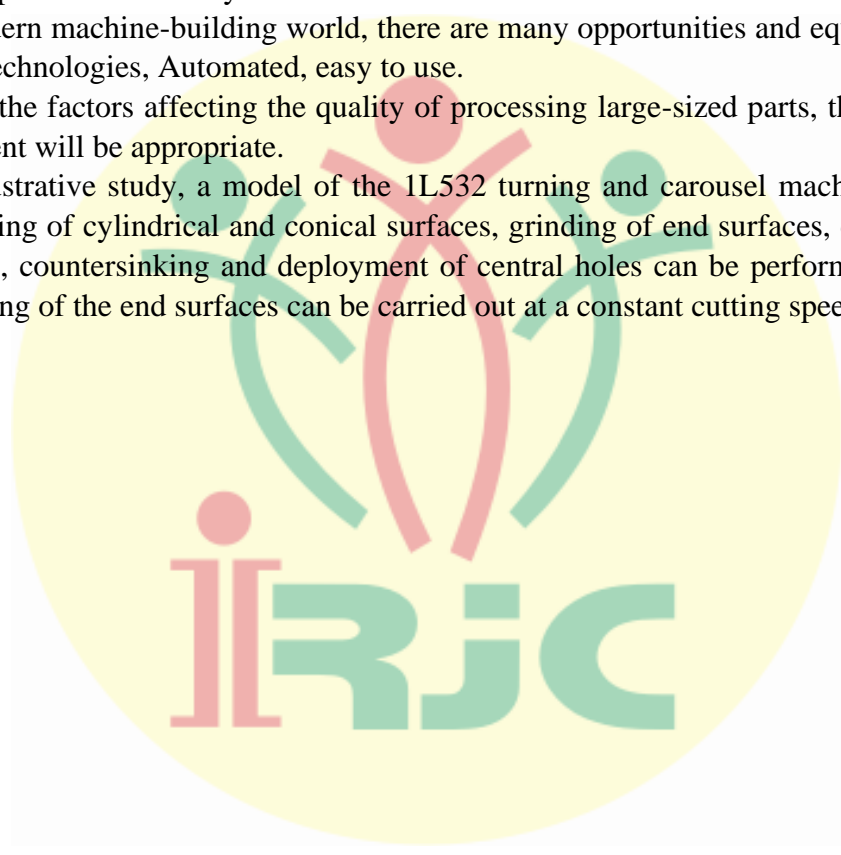 dern machine-building world, there are many opportunities and equ
echnologies, Automated, easy to use.
the factors affecting the quality of processing large-sized parts, th
ent will be appropriate.
ustrative study, a model of the 1L532 turning and carousel mach
ing of cylindrical and conical surfaces, grinding of end surfaces,
, countersinking and deployment of central holes can be perform
ng of the end surfaces can be carried out at a constant cutting spee
iRJC